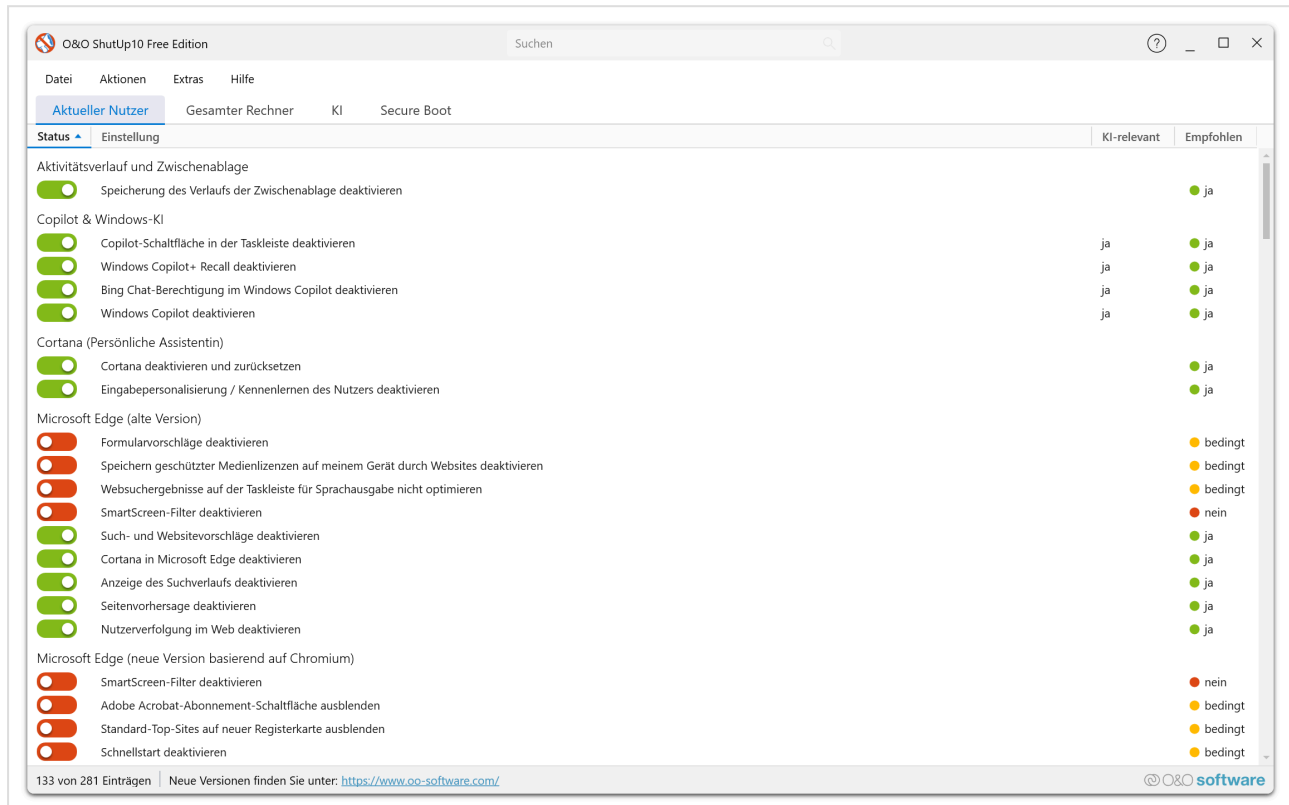 O&O ShutUp10 Free Edition
Suchen
?
Datei Aktionen Extras Hilfe
Aktueller Nutzer Gesamter Rechner KI Secure Boot
Status Einstellung KI-relevant Empfohlen
Aktivitätsverlauf und Zwischenablage
Speicherung des Verlaufs der Zwischenablage deaktivieren ja
Copilot & Windows-KI
Copilot-Schaltfläche in der Taskleiste deaktivieren ja ja
Windows Copilot+ Recall deaktivieren ja ja
Bing Chat-Berechtigung im Windows Copilot deaktivieren ja ja
Windows Copilot deaktivieren ja ja
Cortana (Persönliche Assistentin)
Cortana deaktivieren und zurücksetzen ja
Eingabepersonalisierung / Kennenlernen des Nutzers deaktivieren ja
Microsoft Edge (alte Version)
Formularvorschläge deaktivieren bedingt
Speichern geschützter Medienlizenzen auf meinem Gerät durch Websites deaktivieren bedingt
Websuchergebnisse auf der Taskleiste für Sprachausgabe nicht optimieren bedingt
SmartScreen-Filter deaktivieren nein
Such- und Websitevorschläge deaktivieren ja
Cortana in Microsoft Edge deaktivieren ja
Anzeige des Suchverlaufs deaktivieren ja
Seitenvorhersage deaktivieren ja
Nutzerverfolgung im Web deaktivieren ja
Microsoft Edge (neue Version basierend auf Chromium)
SmartScreen-Filter deaktivieren nein
Adobe Acrobat-Abonnement-Schaltfläche ausblenden bedingt
Standard-Top-Sites auf neuer Registerkarte ausblenden bedingt
Schnellstart deaktivieren bedingt
133 von 281 Einträgen Neue Versionen finden Sie unter: https://www.oo-software.com/ O&O software